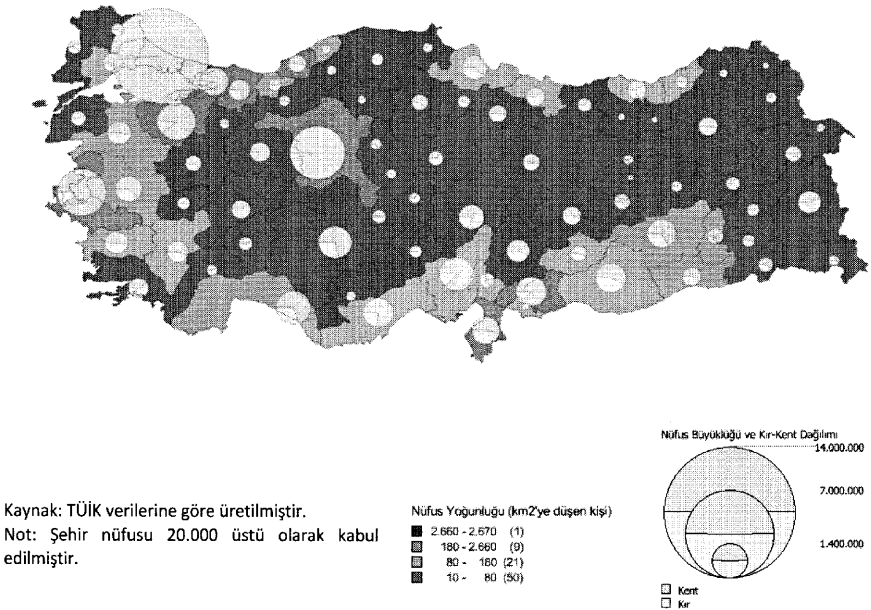 Kaynak: TÜİK verilerine göre üretilmiştir.
Not: Şehir nüfusu 20.000 üstü olarak kabul
edilmiştir.
Nüfus Yoğunluğu (km2'ye düşen kişi)
2.660 - 2.670 (1)
180 - 2.660 (9)
80 - 180 (21)
10 - 80 (50)
Nüfus Büyüklüğü ve Kır-Kent Dağılımı
14.000.000
7.000.000
1.400.000
Kent
Kır